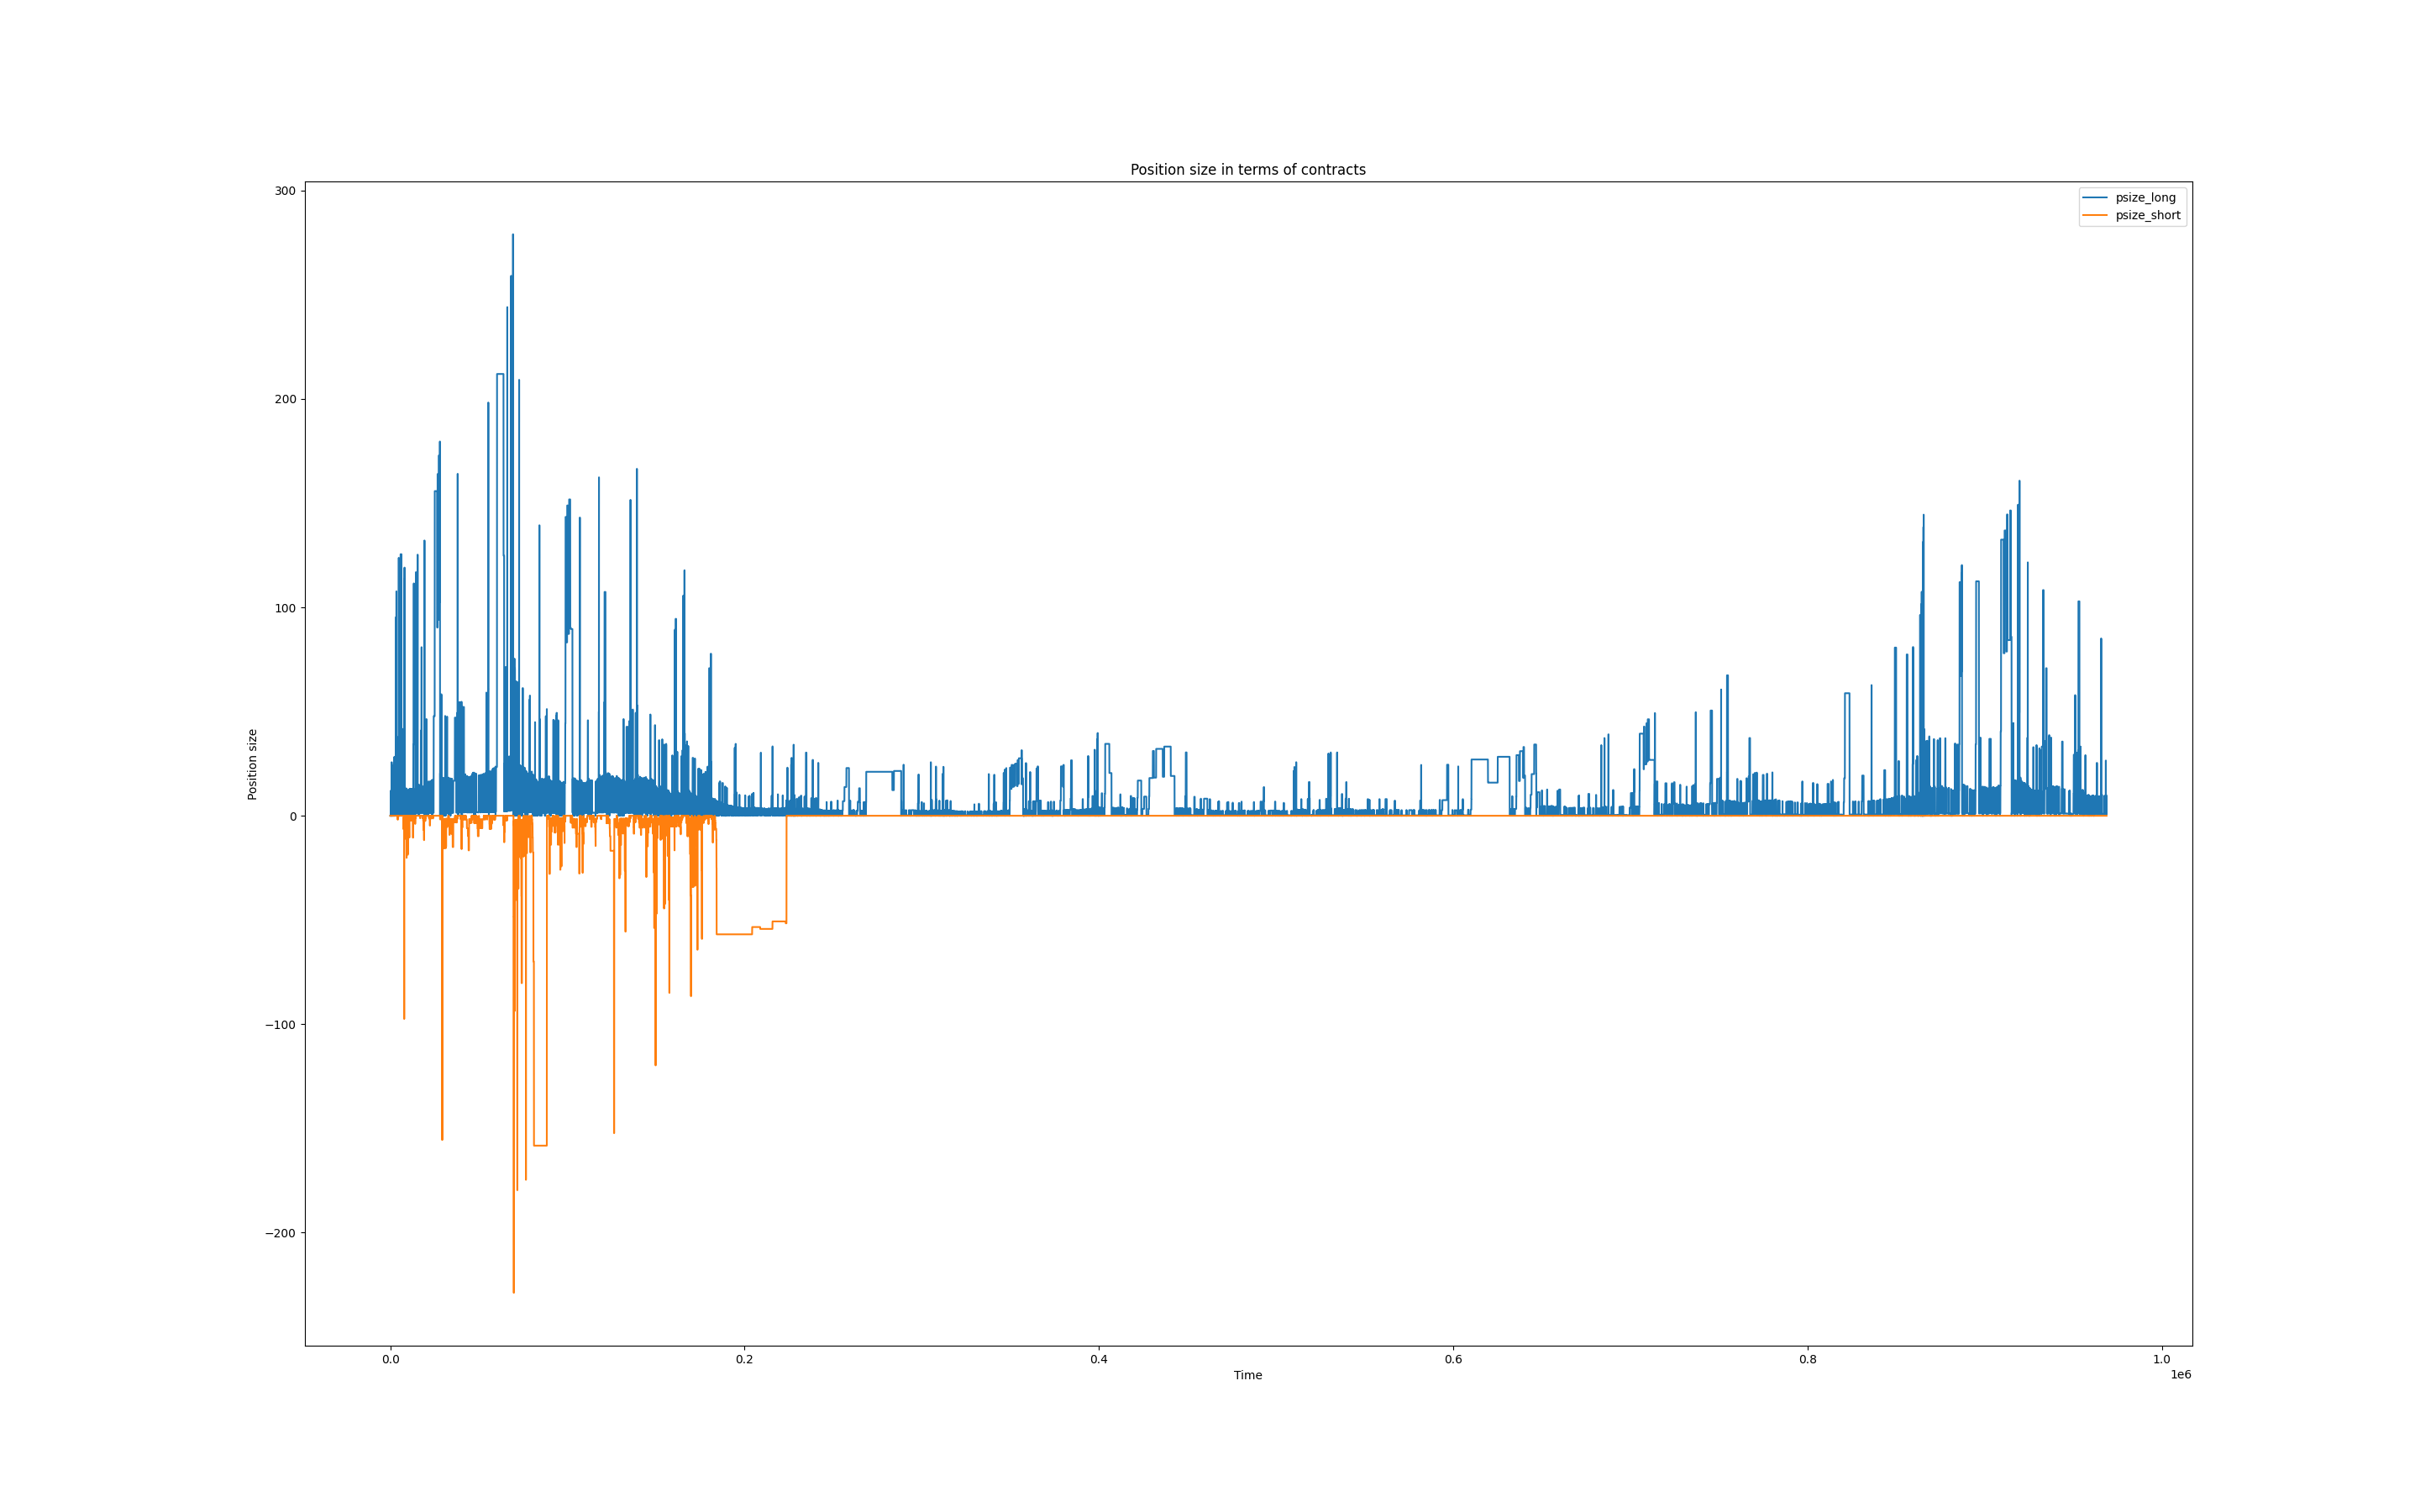 Position size in terms of contracts
psize_long
psize_short
300
200
100
0
−100
−200
Position size
0.0
0.2
0.4
0.6
0.8
1.0
1e6
Time